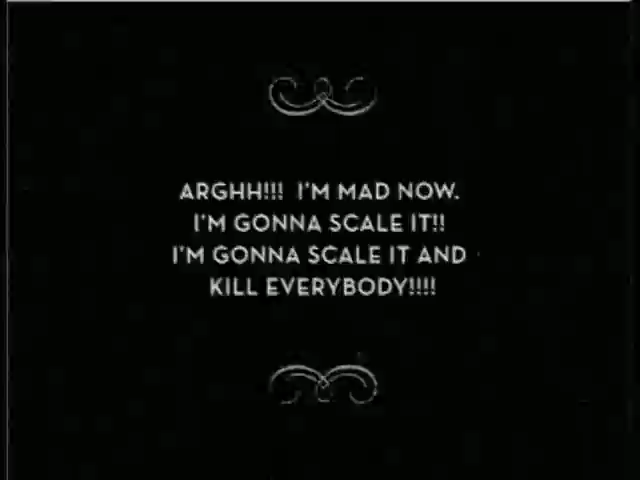 ARGHH!!! I'M MAD NOW.
I'M GONNA SCALE IT!!
I'M GONNA SCALE IT AND
KILL EVERYBODY!!!!